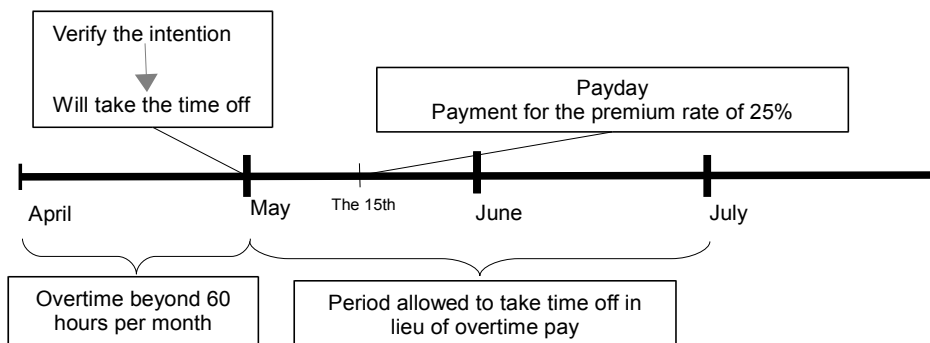 Verify the intention
Will take the time off
Payday
Payment for the premium rate of 25%
April
May
The 15th
June
July
Overtime beyond 60
hours per month
Period allowed to take time off in
lieu of overtime pay